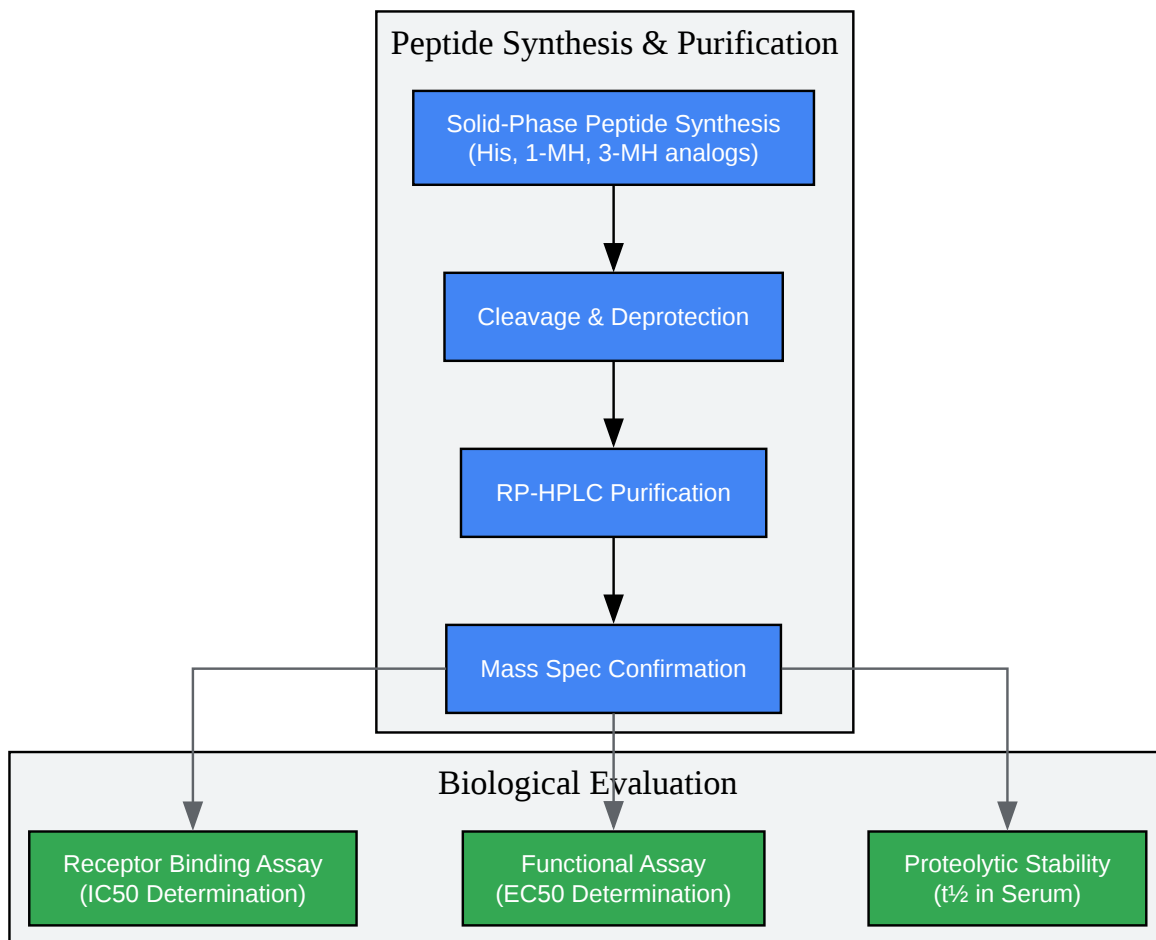 Peptide Synthesis & Purification
Solid-Phase Peptide Synthesis
(His, 1-MH, 3-MH analogs)
Cleavage & Deprotection
RP-HPLC Purification
Mass Spec Confirmation
Biological Evaluation
Receptor Binding Assay
(IC50 Determination)
Functional Assay
(EC50 Determination)
Proteolytic Stability
(t½ in Serum)